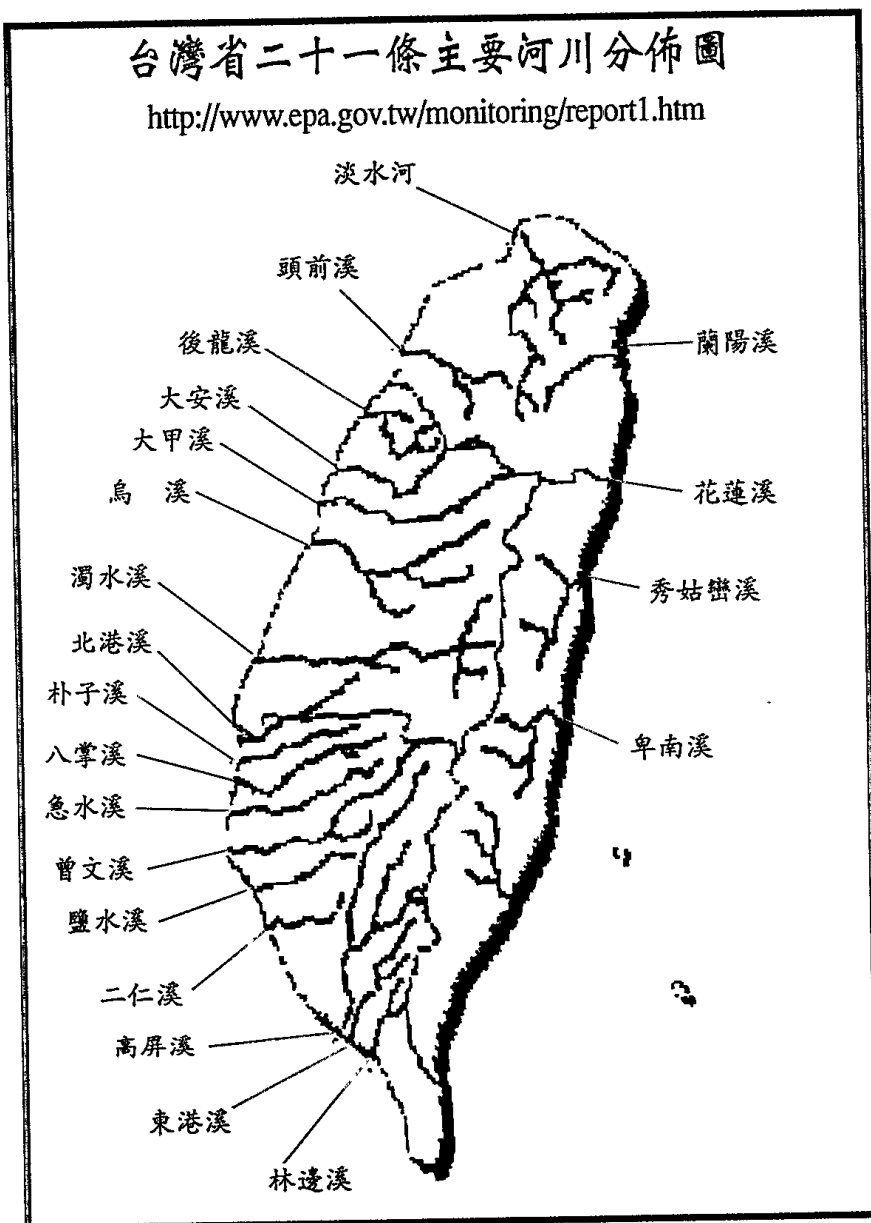 台灣省二十一條主要河川分佈圖
http://www.epa.gov.tw/monitoring/report1.htm
淡水河
頭前溪
後龍溪
蘭陽溪
大安溪
大甲溪
烏 溪
花蓮溪
濁水溪
秀姑巒溪
北港溪
朴子溪
八掌溪
卑南溪
急水溪
曾文溪
鹽水溪
二仁溪
高屏溪
東港溪
林邊溪